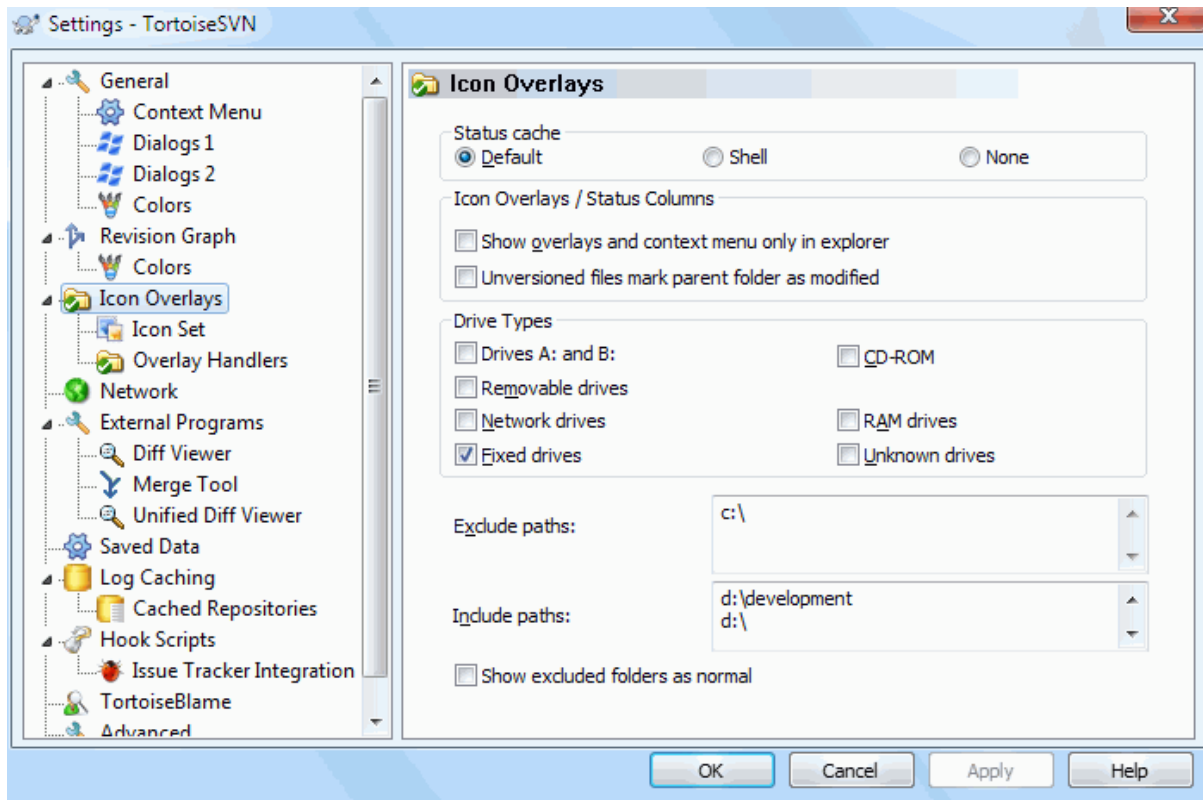 Settings - TortoiseSVN
General
Context Menu
Dialogs 1
Dialogs 2
Colors
Revision Graph
Colors
Icon Overlays
Icon Set
Overlay Handlers
Network
External Programs
Diff Viewer
Merge Tool
Unified Diff Viewer
Saved Data
Log Caching
Cached Repositories
Hook Scripts
Issue Tracker Integration
TortoiseBlame
Advanced
Icon Overlays
Status cache
Default Shell None
Icon Overlays / Status Columns
Show overlays and context menu only in explorer
Unversioned files mark parent folder as modified
Drive Types
Drives A: and B: CD-ROM
Removable drives
Network drives RAM drives
Fixed drives Unknown drives
Exclude paths: c:\
Include paths: d:\development
d:\
Show excluded folders as normal
OK Cancel Apply Help